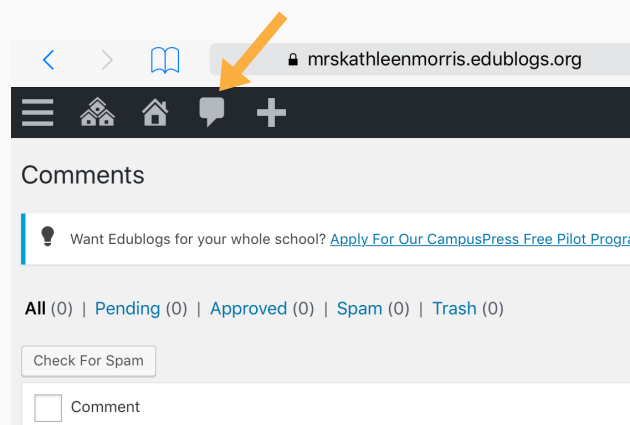 mrskathleenmorris.edublogs.org
Comments
Want Edublogs for your whole school? Apply For Our CampusPress Free Pilot Progra
All (0) | Pending (0) | Approved (0) | Spam (0) | Trash (0)
Check For Spam
Comment